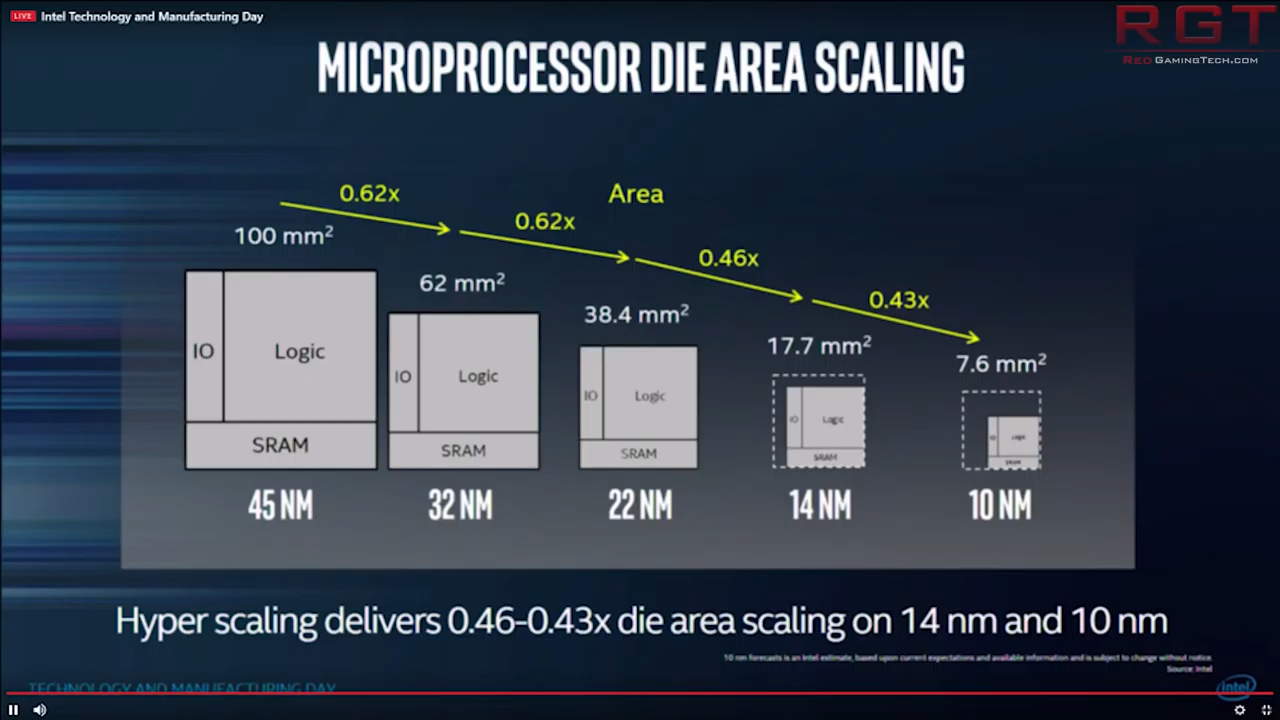 LIVE Intel Technology and Manufacturing Day
RGT
RedGamingTech.com
MICROPROCESSOR DIE AREA SCALING
0.62x
Area
0.62x
100 mm²
0.46x
62 mm²
0.43x
38.4 mm²
17.7 mm²
7.6 mm²
IO Logic
SRAM
IO Logic
SRAM
IO Logic
SRAM
IO Logic
SRAM
IO Logic
SRAM
45 NM 32 NM 22 NM 14 NM 10 NM
Hyper scaling delivers 0.46-0.43x die area scaling on 14 nm and 10 nm
10 nm forecasts is an Intel estimate, based upon current expectations and available information and is subject to change without notice.
Source: Intel
TECHNOLOGY AND MANUFACTURING DAY
intel